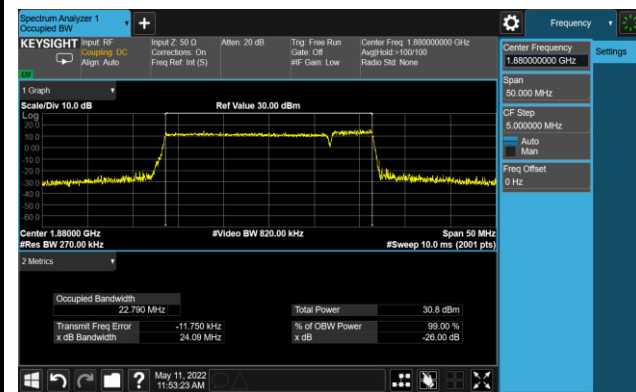 Spectrum Analyzer 1
Occupied BW
Frequency
KEYSIGHT
Input: RF
Coupling: DC
Align: Auto
Input Z: 50 Ω
Corrections: On
Freq Ref: Int (S)
Atten: 20 dB
Trig: Free Run
Gate: Off
#IF Gain: Low
Center Freq: 1.880000000 GHz
Avg|Hold:>100/100
Radio Std: None
Center Frequency
1.880000000 GHz
Settings
Span
50.000 MHz
CF Step
5.000000 MHz
Auto
Man
Freq Offset
0 Hz
1 Graph
Scale/Div 10.0 dB
Ref Value 30.00 dBm
Log
20.0
10.0
0.00
-10.0
-20.0
-30.0
-40.0
-50.0
-60.0
Center 1.88000 GHz
#Video BW 820.00 kHz
Span 50 MHz
#Res BW 270.00 kHz
#Sweep 10.0 ms (2001 pts)
2 Metrics
Occupied Bandwidth
22.790 MHz
Total Power
30.8 dBm
Transmit Freq Error
-11.750 kHz
% of OBW Power
99.00 %
x dB Bandwidth
24.09 MHz
x dB
-26.00 dB
?
May 11, 2022
11:53:23 AM